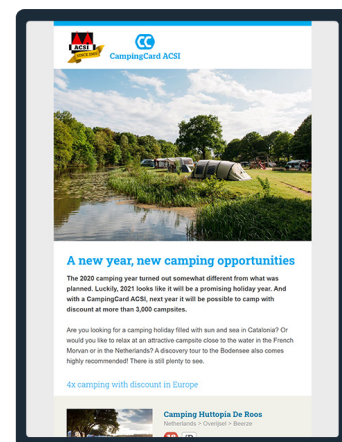 ACSI
SINCE 1965
CampingCard ACSI
A new year, new camping opportunities
The 2020 camping year turned out somewhat different from what was
planned. Luckily, 2021 looks like it will be a promising holiday year. And
with a CampingCard ACSI, next year it will be possible to camp with
discount at more than 3,000 campsites.
Are you looking for a camping holiday filled with sun and sea in Catalonia? Or
would you like to relax at an attractive campsite close to the water in the French
Morvan or in the Netherlands? A discovery tour to the Bodensee also comes
highly recommended! There is still plenty to see.
4x camping with discount in Europe
Camping Huttopia De Roos
Netherlands > Overijsel > Beerze